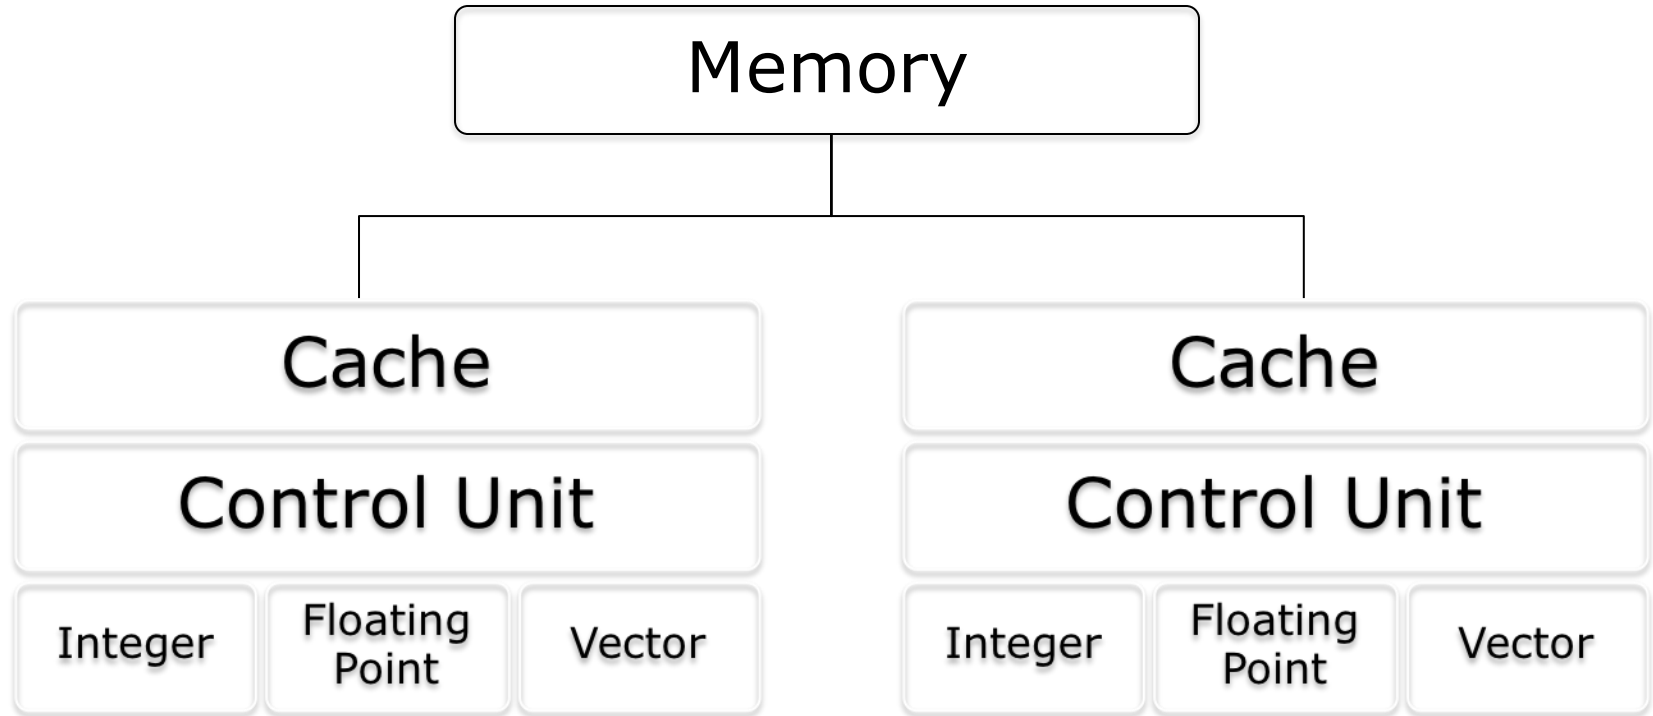 Memory
Cache
Cache
Control Unit
Control Unit
Integer
Floating
Point
Vector
Integer
Floating
Point
Vector